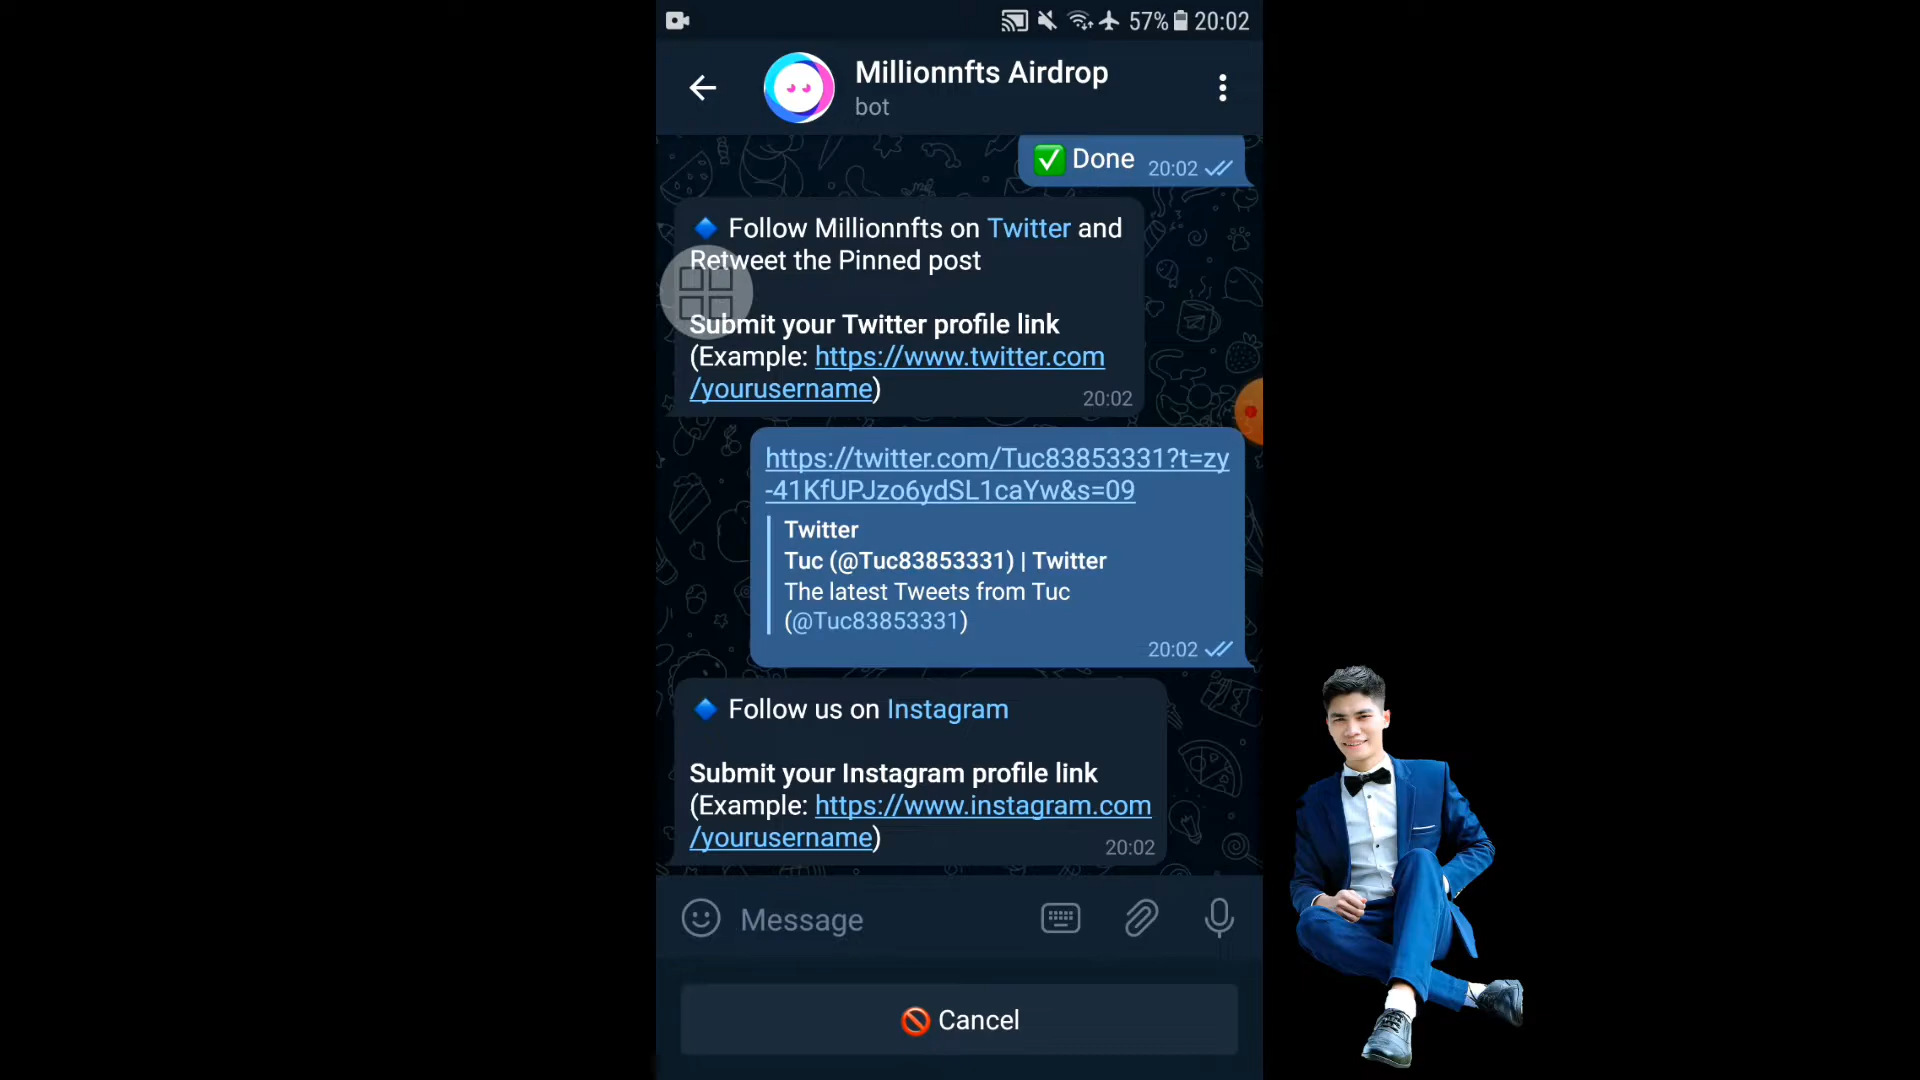 57% 20:02
Millionnfts Airdrop
bot
✅ Done 20:02
🔹 Follow Millionnfts on Twitter and
Retweet the Pinned post
Submit your Twitter profile link
(Example: https://www.twitter.com
/yourusername)
20:02
https://twitter.com/Tuc83853331?t=zy
-41KfUPJzo6ydSL1caYw&s=09
Twitter
Tuc (@Tuc83853331) | Twitter
The latest Tweets from Tuc
(@Tuc83853331)
20:02
🔹 Follow us on Instagram
Submit your Instagram profile link
(Example: https://www.instagram.com
/yourusername)
20:02
Message
🚫 Cancel